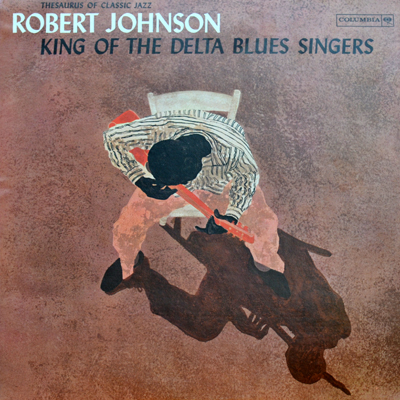 THESAURUS OF CLASSIC JAZZ
ROBERT JOHNSON
COLUMBIA
KING OF THE DELTA BLUES SINGERS